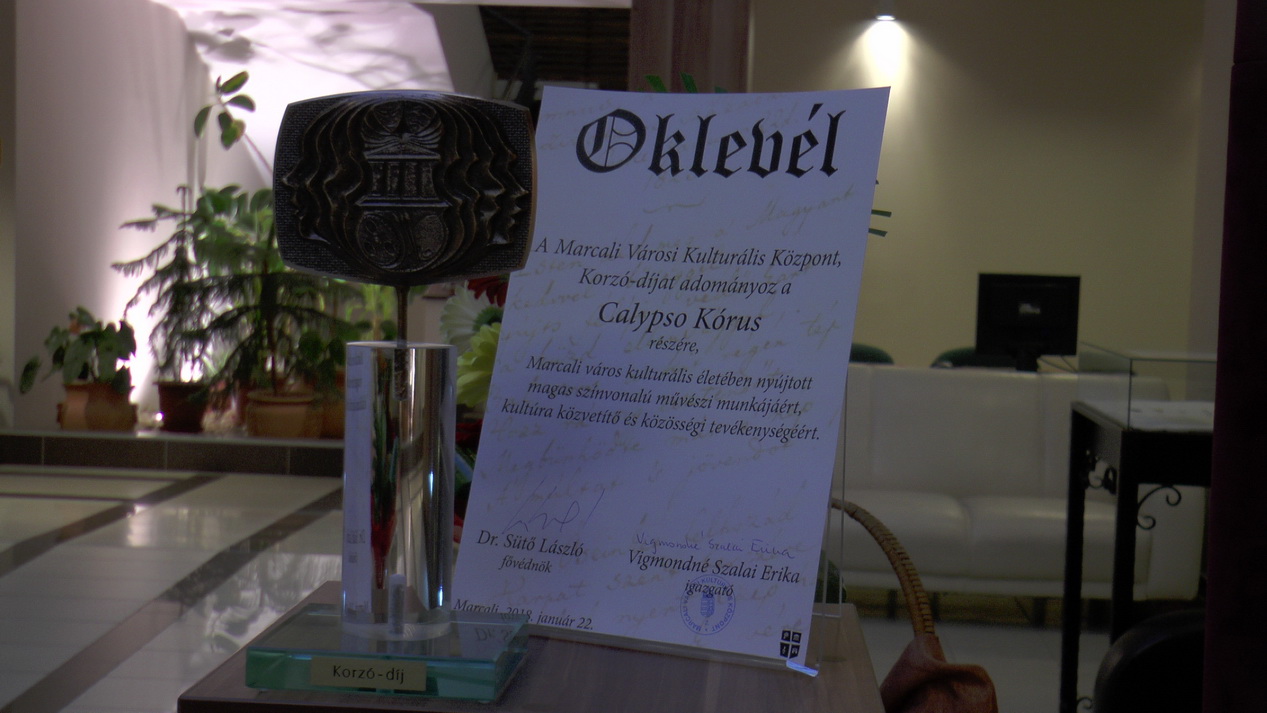 Oklevél
A Marcali Városi Kulturális Központ,
Korzó-díjat adományoz a
Calypso Kórus
részére,
Marcali város kulturális életében nyújtott
magas színvonalú művészi munkájáért,
kultúra közvetítő és közösségi tevékenységéért.
Vigmondné Szalai Erika
Dr. Sütő László
fővédnök
Vigmondné Szalai Erika
igazgató
Marcali, 2018. január 22.
Korzó-díj